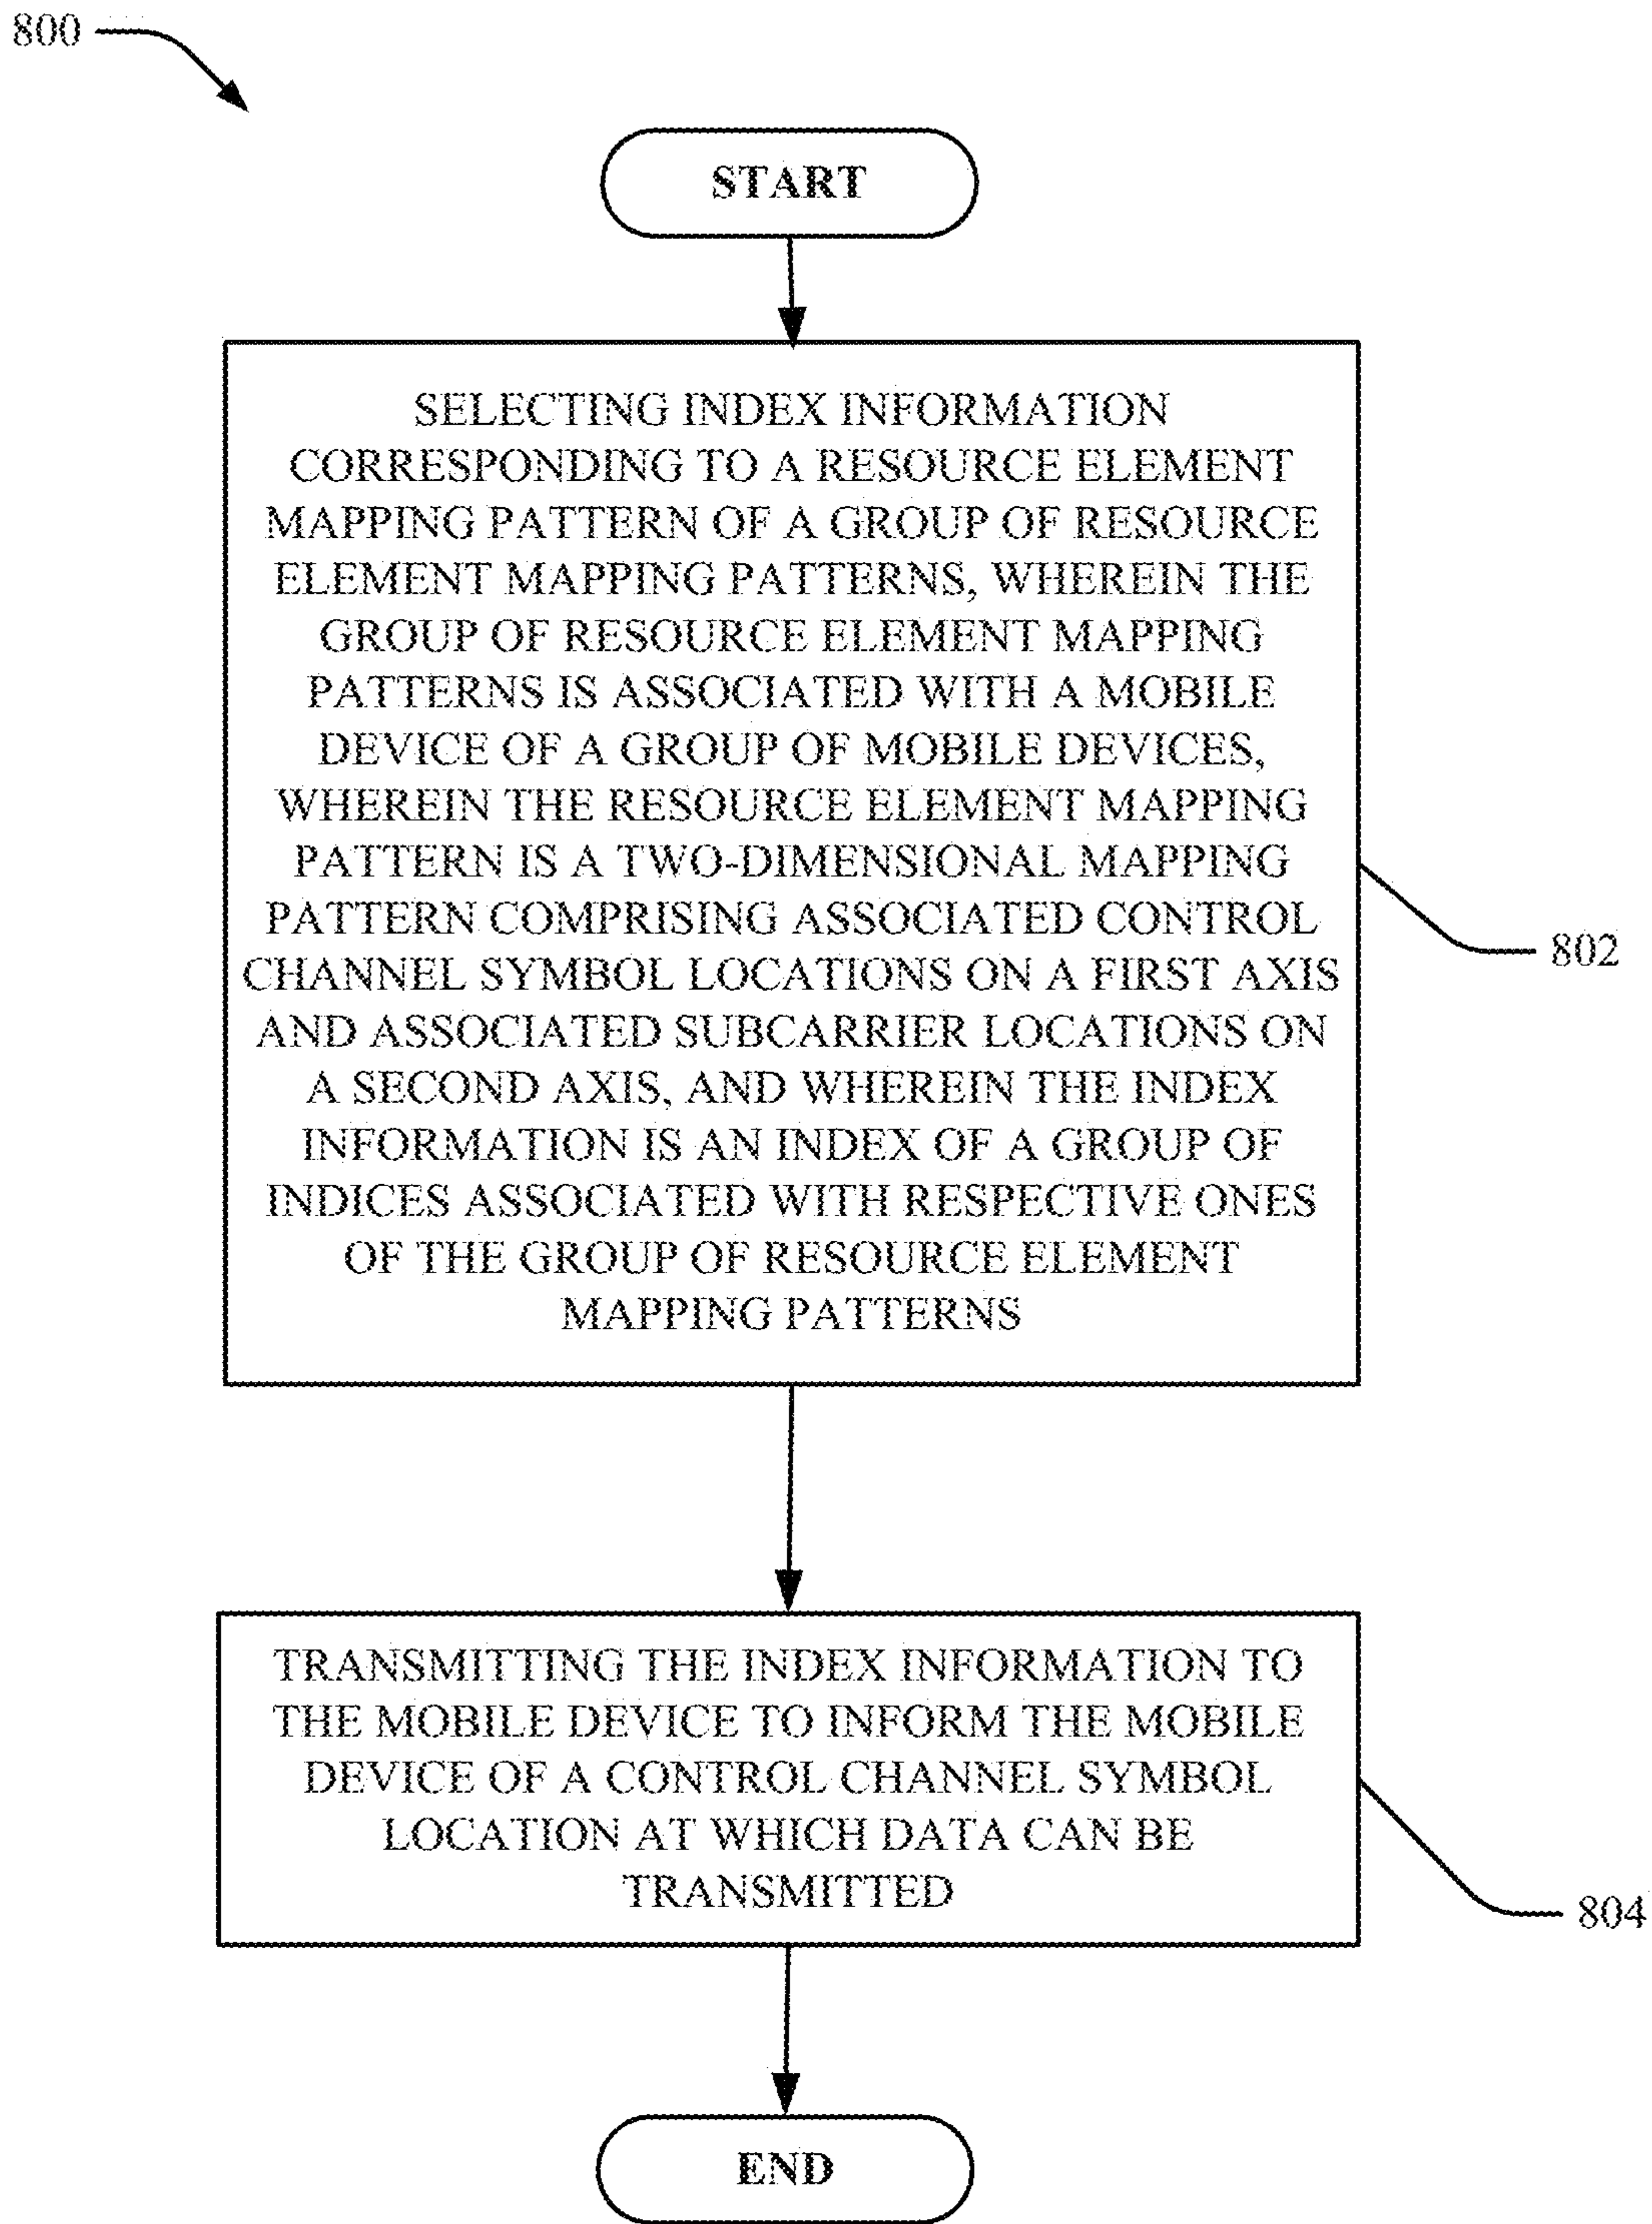 800
START
SELECTING INDEX INFORMATION
CORRESPONDING TO A RESOURCE ELEMENT
MAPPING PATTERN OF A GROUP OF RESOURCE
ELEMENT MAPPING PATTERNS, WHEREIN THE
GROUP OF RESOURCE ELEMENT MAPPING
PATTERNS IS ASSOCIATED WITH A MOBILE
DEVICE OF A GROUP OF MOBILE DEVICES,
WHEREIN THE RESOURCE ELEMENT MAPPING
PATTERN IS A TWO-DIMENSIONAL MAPPING
PATTERN COMPRISING ASSOCIATED CONTROL
CHANNEL SYMBOL LOCATIONS ON A FIRST AXIS
AND ASSOCIATED SUBCARRIER LOCATIONS ON
A SECOND AXIS, AND WHEREIN THE INDEX
INFORMATION IS AN INDEX OF A GROUP OF
INDICES ASSOCIATED WITH RESPECTIVE ONES
OF THE GROUP OF RESOURCE ELEMENT
MAPPING PATTERNS
802
TRANSMITTING THE INDEX INFORMATION TO
THE MOBILE DEVICE TO INFORM THE MOBILE
DEVICE OF A CONTROL CHANNEL SYMBOL
LOCATION AT WHICH DATA CAN BE
TRANSMITTED
804
END